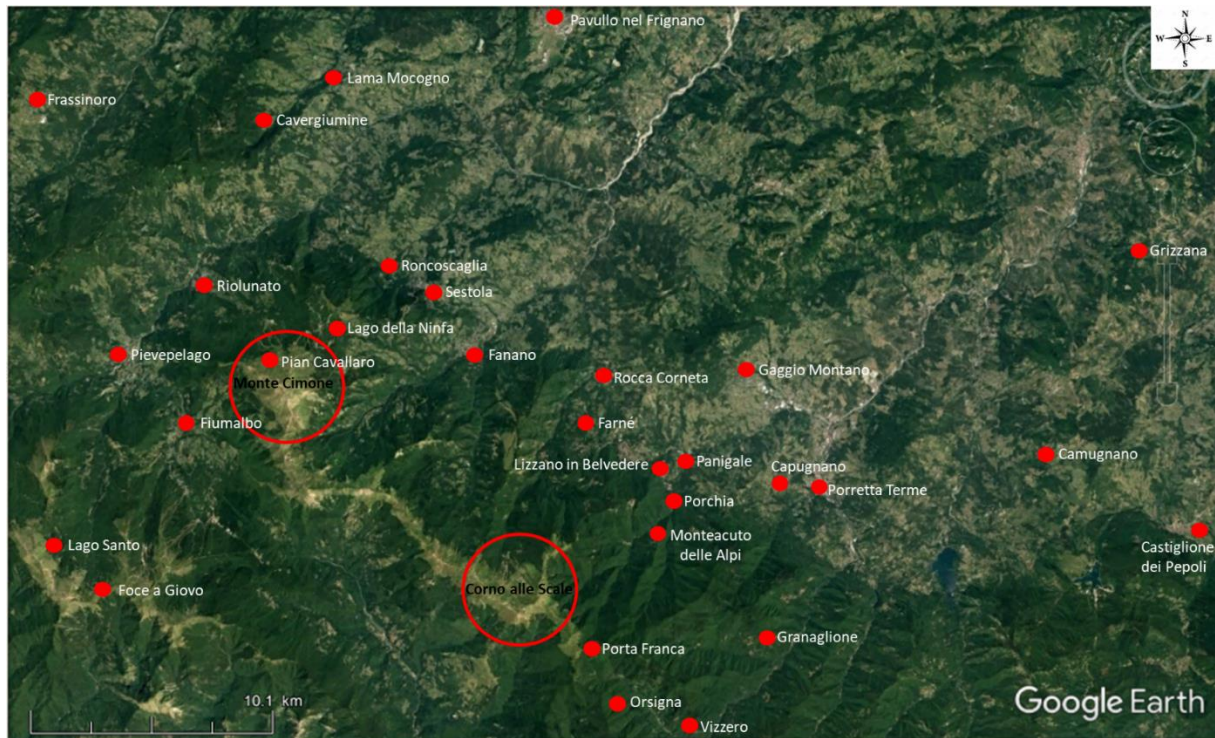 Pavullo nel Frignano
N
W E
S
Lama Mocogno
Frassinoro
Cavergiumine
Grizzana
Roncoscaglia
Riolunato
Sestola
Lago della Ninfa
Pievepelago
Pian Cavallaro
Fanano
Rocca Corneta
Gaggio Montano
Monte Cimone
Fiumalbo
Farné
Lizzano in Belvedere
Panigale
Capugnano
Camugnano
Porretta Terme
Porchia
Monteacuto
delle Alpi
Lago Santo
Castiglione
dei Pepoli
Foce a Giovo
Corno alle Scale
Granaglione
Porta Franca
10.1 km
Orsigna
Google Earth
Vizzero